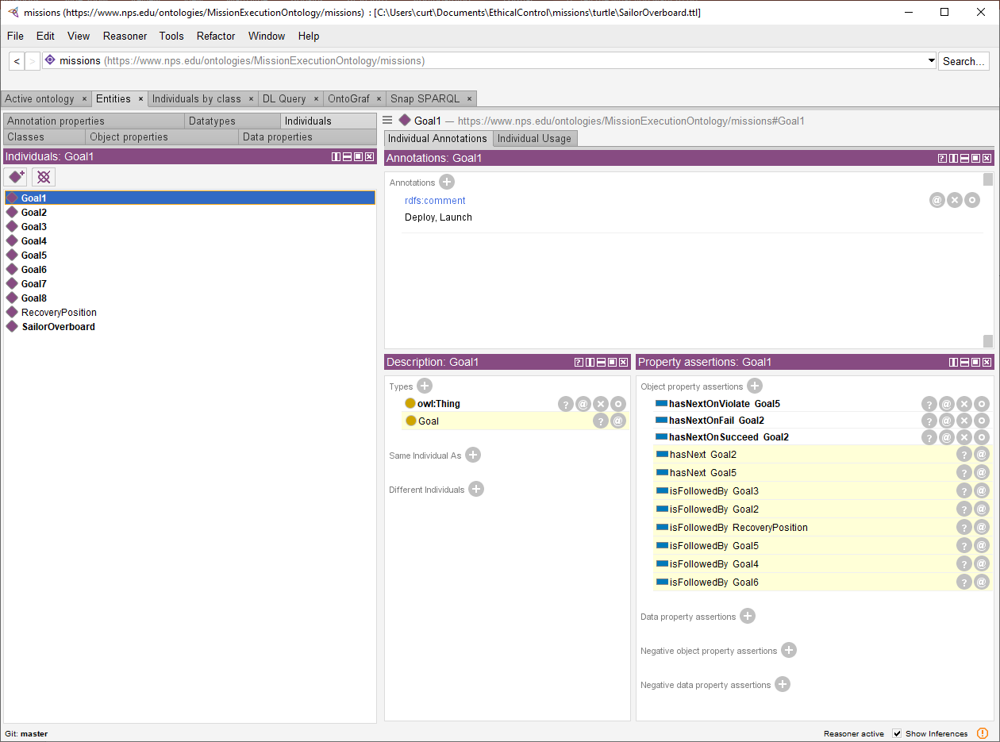 missions (https://www.nps.edu/ontologies/MissionExecutionOntology/missions) : [C:\Users\curt\Documents\EthicalControl\missions\turtle\SailorOverboard.ttl]
File Edit View Reasoner Tools Refactor Window Help
< > missions (https://www.nps.edu/ontologies/MissionExecutionOntology/missions) Search...
Active ontology × Entities × Individuals by class × DL Query × OntoGraf × Snap SPARQL ×
Annotation properties Datatypes Individuals
Classes Object properties Data properties
Individuals: Goal1
Goal1
Goal2
Goal3
Goal4
Goal5
Goal6
Goal7
Goal8
RecoveryPosition
SailorOverboard
Goal1 — https://www.nps.edu/ontologies/MissionExecutionOntology/missions#Goal1
Individual Annotations Individual Usage
Annotations: Goal1
Annotations
rdfs:comment
Deploy, Launch
Description: Goal1
Types
owl:Thing
Goal
Same Individual As
Different Individuals
Property assertions: Goal1
Object property assertions
hasNextOnViolate Goal5
hasNextOnFail Goal2
hasNextOnSucceed Goal2
hasNext Goal2
hasNext Goal5
isFollowedBy Goal3
isFollowedBy Goal2
isFollowedBy RecoveryPosition
isFollowedBy Goal5
isFollowedBy Goal4
isFollowedBy Goal6
Data property assertions
Negative object property assertions
Negative data property assertions
Git: master
Reasoner active Show Inferences